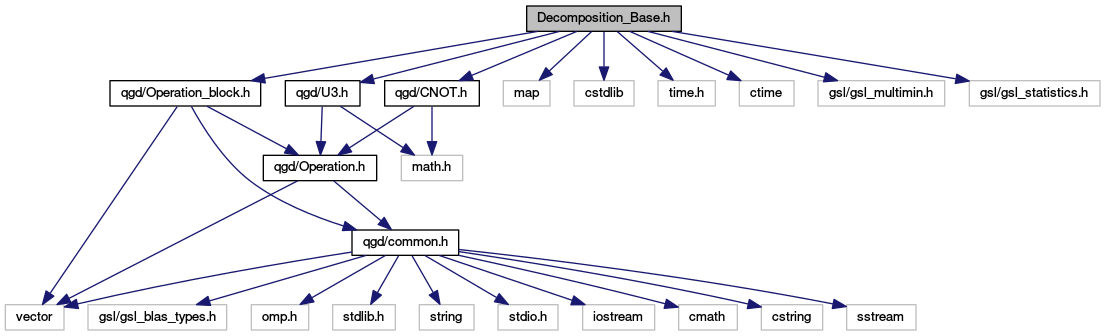 Decomposition_Base.h
qgd/Operation_block.h
qgd/U3.h
qgd/CNOT.h
map
cstdlib
time.h
ctime
gsl/gsl_multimin.h
gsl/gsl_statistics.h
qgd/Operation.h
math.h
qgd/common.h
vector
gsl/gsl_blas_types.h
omp.h
stdlib.h
string
stdio.h
iostream
cmath
cstring
sstream